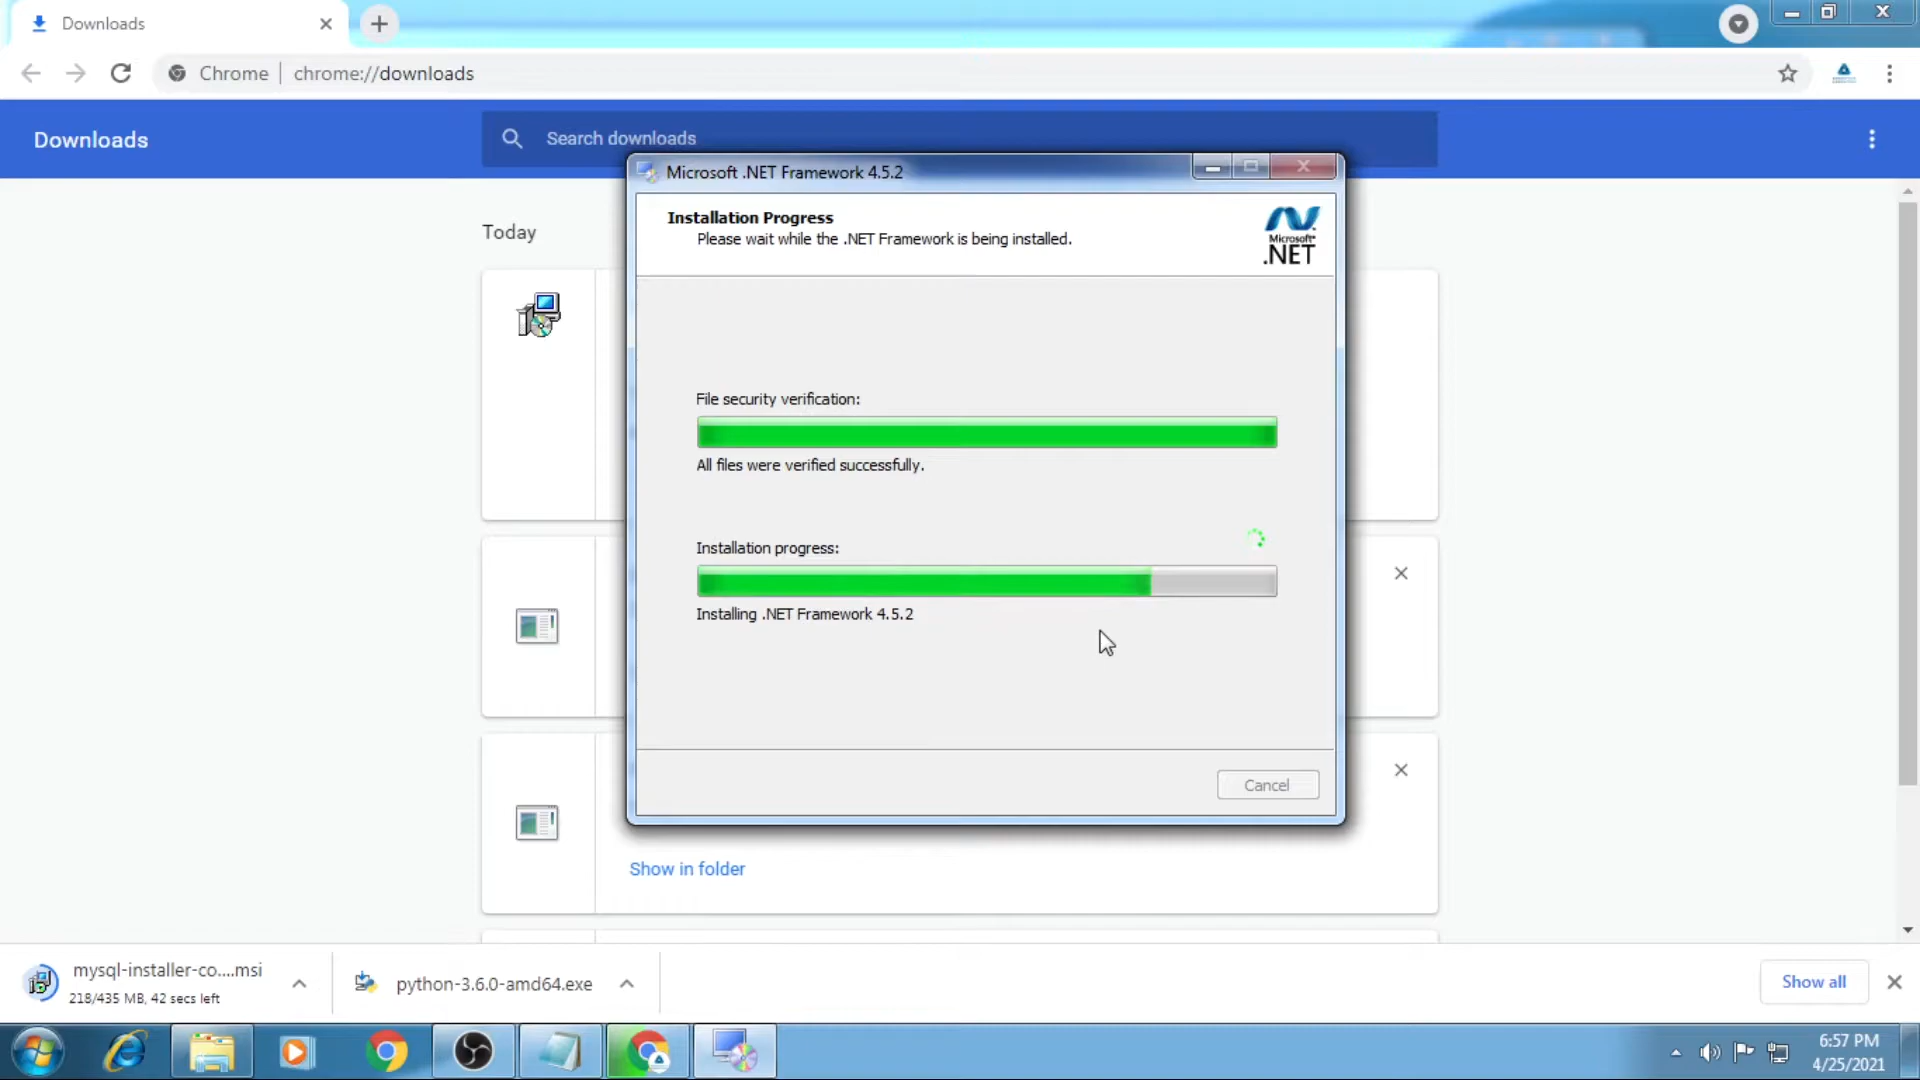 Downloads
Chrome | chrome://downloads
Downloads
Search downloads
Microsoft .NET Framework 4.5.2
Installation Progress
Please wait while the .NET Framework is being installed.
Microsoft
.NET
Today
File security verification:
All files were verified successfully.
Installation progress:
Installing .NET Framework 4.5.2
Cancel
Show in folder
mysql-installer-co....msi
218/435 MB, 42 secs left
python-3.6.0-amd64.exe
Show all
6:57 PM
4/25/2021